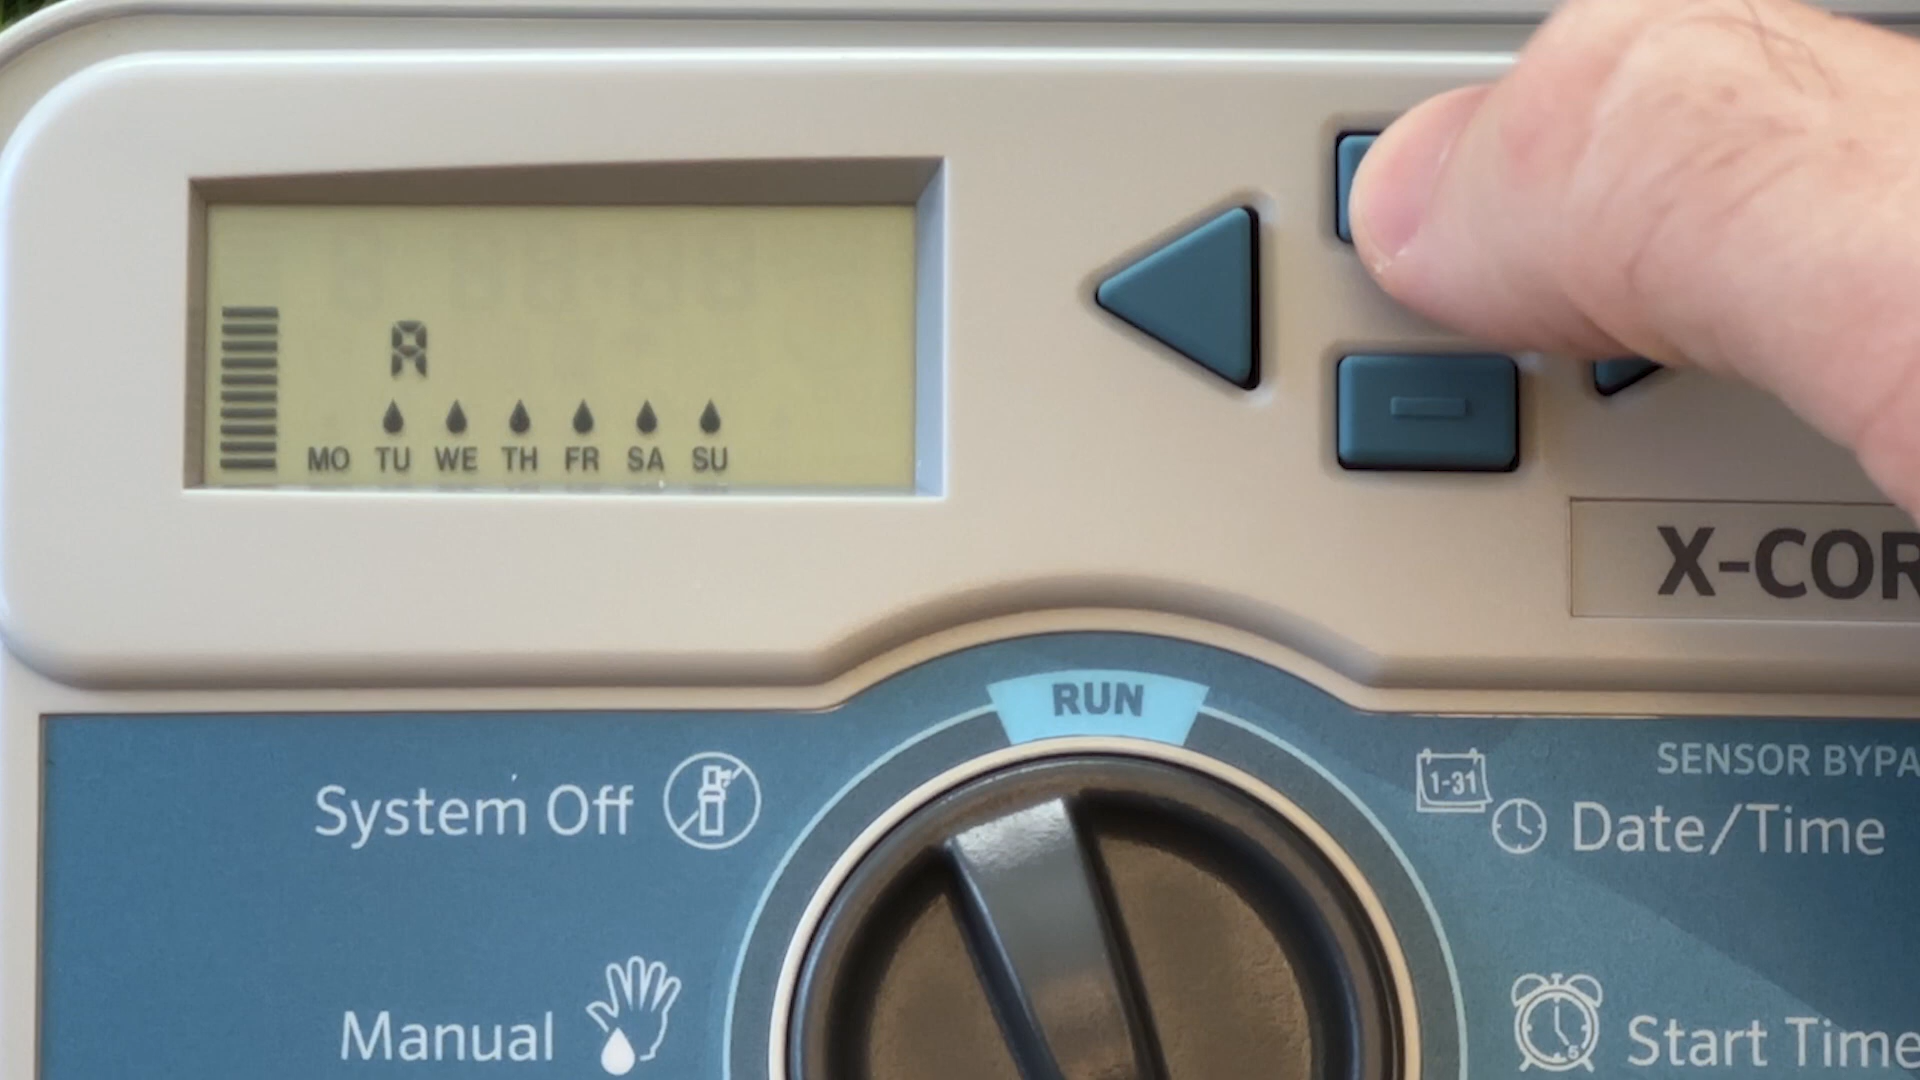 A
MO TU WE TH FR SA SU
X-COR
RUN
System Off
1-31
SENSOR BYPA
Date/Time
Manual
5
Start Time